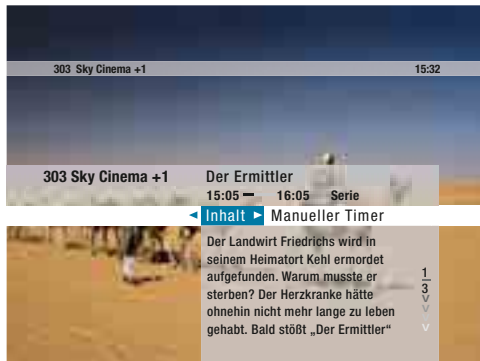 303 Sky Cinema +1 15:32
303 Sky Cinema +1 Der Ermittler
15:05 – 16:05 Serie
◄ Inhalt ► Manueller Timer
Der Landwirt Friedrichs wird in
seinem Heimatort Kehl ermordet
aufgefunden. Warum musste er
sterben? Der Herzkranke hätte
ohnehin nicht mehr lange zu leben
gehabt. Bald stößt „Der Ermittler“
1
3